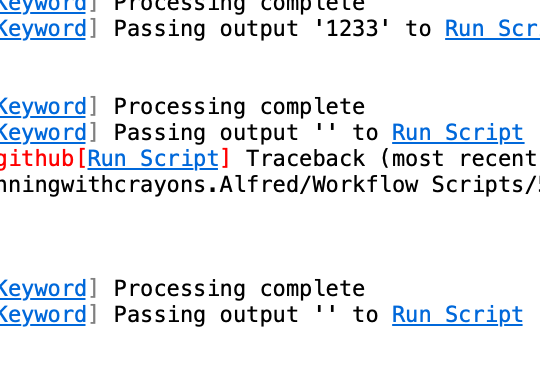 Keyword] Processing complete
Keyword] Passing output '1233' to Run Scr
Keyword] Processing complete
Keyword] Passing output '' to Run Script
github[Run Script] Traceback (most recent
nningwithcrayons.Alfred/Workflow Scripts/5
Keyword] Processing complete
Keyword] Passing output '' to Run Script